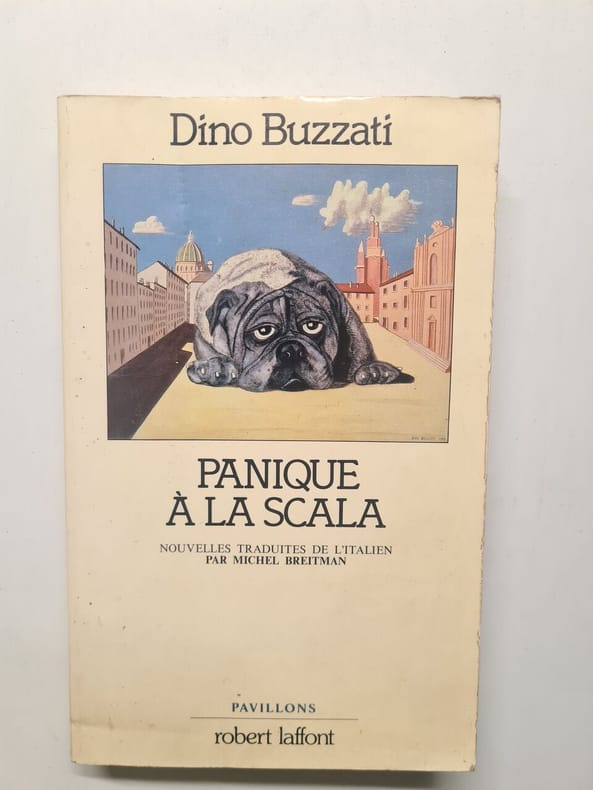 Dino Buzzati
PANIQUE
À LA SCALA
NOUVELLES TRADUITES DE L'ITALIEN
PAR MICHEL BREITMAN
PAVILLONS
robert laffont